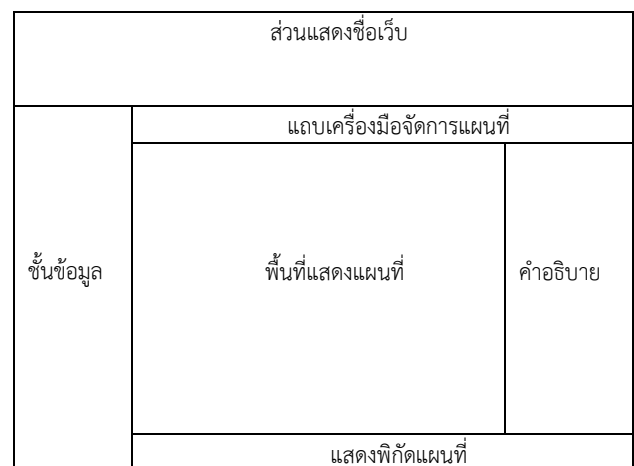 ส่วนแสดงชื่อเว็บ
แถบเครื่องมือจัดการแผนที่
ชั้นข้อมูล
พื้นที่แสดงแผนที่
คำอธิบาย
แสดงพิกัดแผนที่